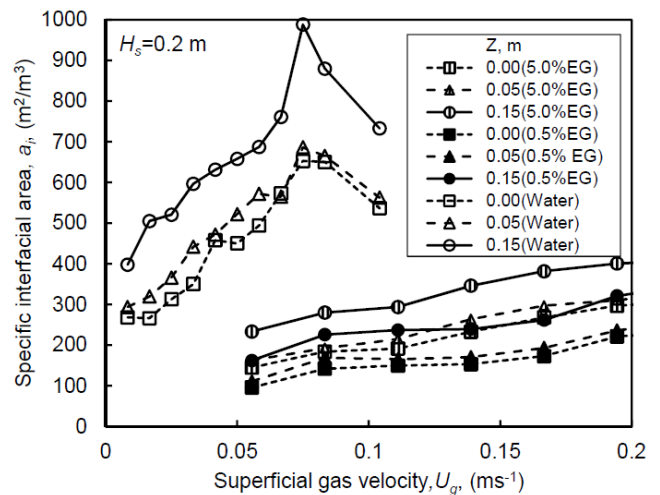 Hs=0.2 m
Z, m
0.00(5.0%EG)
0.05(5.0%EG)
0.15(5.0%EG)
0.00(0.5%EG)
0.05(0.5% EG)
0.15(0.5%EG)
0.00(Water)
0.05(Water)
0.15(Water)
Specific interfacial area, ai, (m2/m3)
1000
900
800
700
600
500
400
300
200
100
0
0 0.05 0.1 0.15 0.2
Superficial gas velocity,Ug, (ms-1)